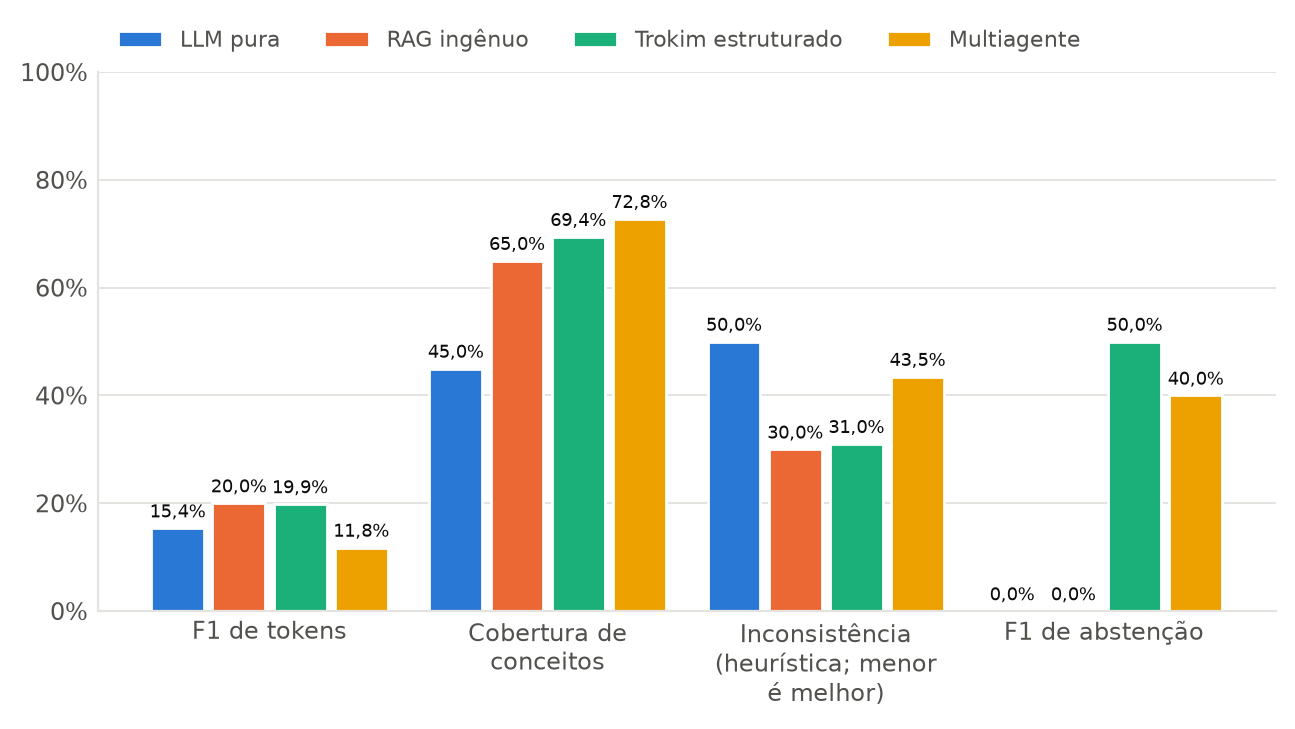 LLM pura RAG ingênuo Trokim estruturado Multiagente
100%
80%
60%
40%
20%
0%
15,4% 20,0% 19,9% 11,8%
45,0% 65,0% 69,4% 72,8%
50,0% 30,0% 31,0% 43,5%
0,0% 0,0% 50,0% 40,0%
F1 de tokens
Cobertura de
conceitos
Inconsistência
(heurística; menor
é melhor)
F1 de abstenção